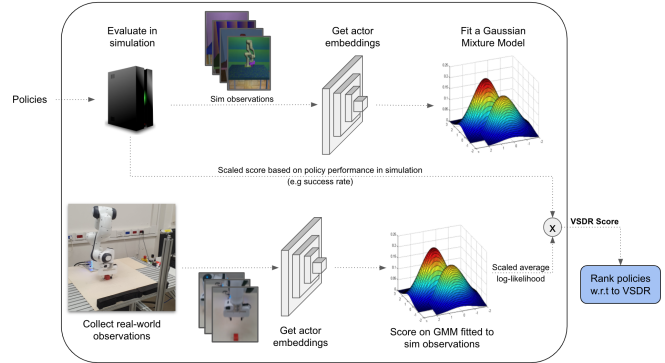 Evaluate in
simulation
Get actor
embeddings
Fit a Gaussian
Mixture Model
Policies
Sim observations
Scaled score based on policy performance in simulation
(e.g success rate)
X
VSDR Score
Scaled average
log-likelihood
Rank policies
w.r.t to VSDR
Collect real-world
observations
Get actor
embeddings
Score on GMM fitted to
sim observations